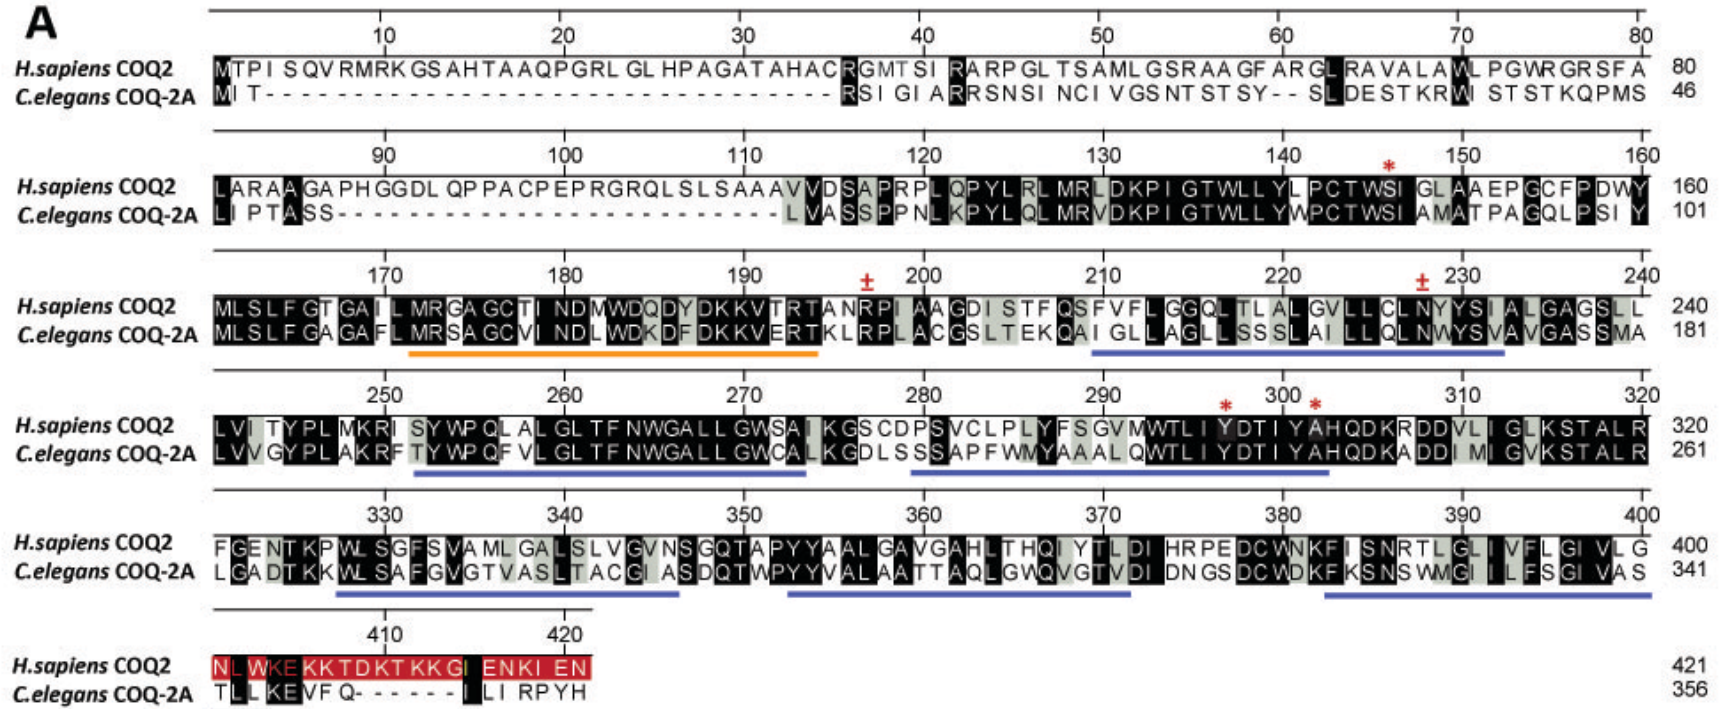 A
10 20 30 40 50 60 70 80
H.sapiens COQ2 MTPISQVRMRKGSAHTAAQPGRLGLHPAGATAHACRGMTSIRARPGLTSAMLGSRAAGFARGLRAVALAWLPGWRGRSFA 80
C.elegans COQ-2A MIT--------------------------------RSIGIARRSNSINCIVGSNTSTSY--SLDESTKRWISTSTKQPMS 46
90 100 110 120 130 140 150 160
*
H.sapiens COQ2 LARAAGAPHGGDLQPPACPEPRGRQLSLSAAAVVDSAPRPLQPYLRLMRLDKPIGTWLLYLPCTWSIGLAAEPGCFPDWY 160
C.elegans COQ-2A LIPTASS-------------------------LVASSPPNLKPYLQLMRVDKPIGTWLLYWPCTWSIAMATPAGQLPSIY 101
170 180 190 200 210 220 230 240
± ±
H.sapiens COQ2 MLSLFGTGAILMRGAGCTINDMWDQDYDKKVTRTANRPIAAGDISTFQSFVFLGGQLTLALGVLLCLNYYSIALGAGSLL 240
C.elegans COQ-2A MLSLFGAGAFLMRSAGCVINDLWDKDFDKKVERTKLRPLACGSLTEKQAIGLLAGLLSSSLAILLQLNWYSVAVGASSMA 181
250 260 270 280 290 300 310 320
* *
H.sapiens COQ2 LVITYPLMKRISYWPQLALGLTFNWGALLGWSAIKGSCDPSVCLPLYFSGVMWTLIYDTIYAHQDKRDDVLIGLKSTALR 320
C.elegans COQ-2A LVVGYPLAKRFTYWPQFVLGLTFNWGALLGWCALKGDLSSSAPFWMYAAALQWTLIYDTIYAHQDKADDIMIGVKSTALR 261
330 340 350 360 370 380 390 400
H.sapiens COQ2 FGENTKPWLSGFSVAMLGALSLVGVNSGQTAPYYAALGAVGAHLTHQIYTLDIHRPEDCWNKFISNRTLGLIVFLGIVLG 400
C.elegans COQ-2A LGADTKKWLSAFGVGTVASLTACGIASDQTWPYYVALAATTAQLGWQVGTVDIDNGSDCWDKFKSNSWMGIILFSGIVAS 341
410 420
H.sapiens COQ2 NLWKEKKTDKTKKGIENKIEN 421
C.elegans COQ-2A TLLKEVFQ------ILIRPYH 356